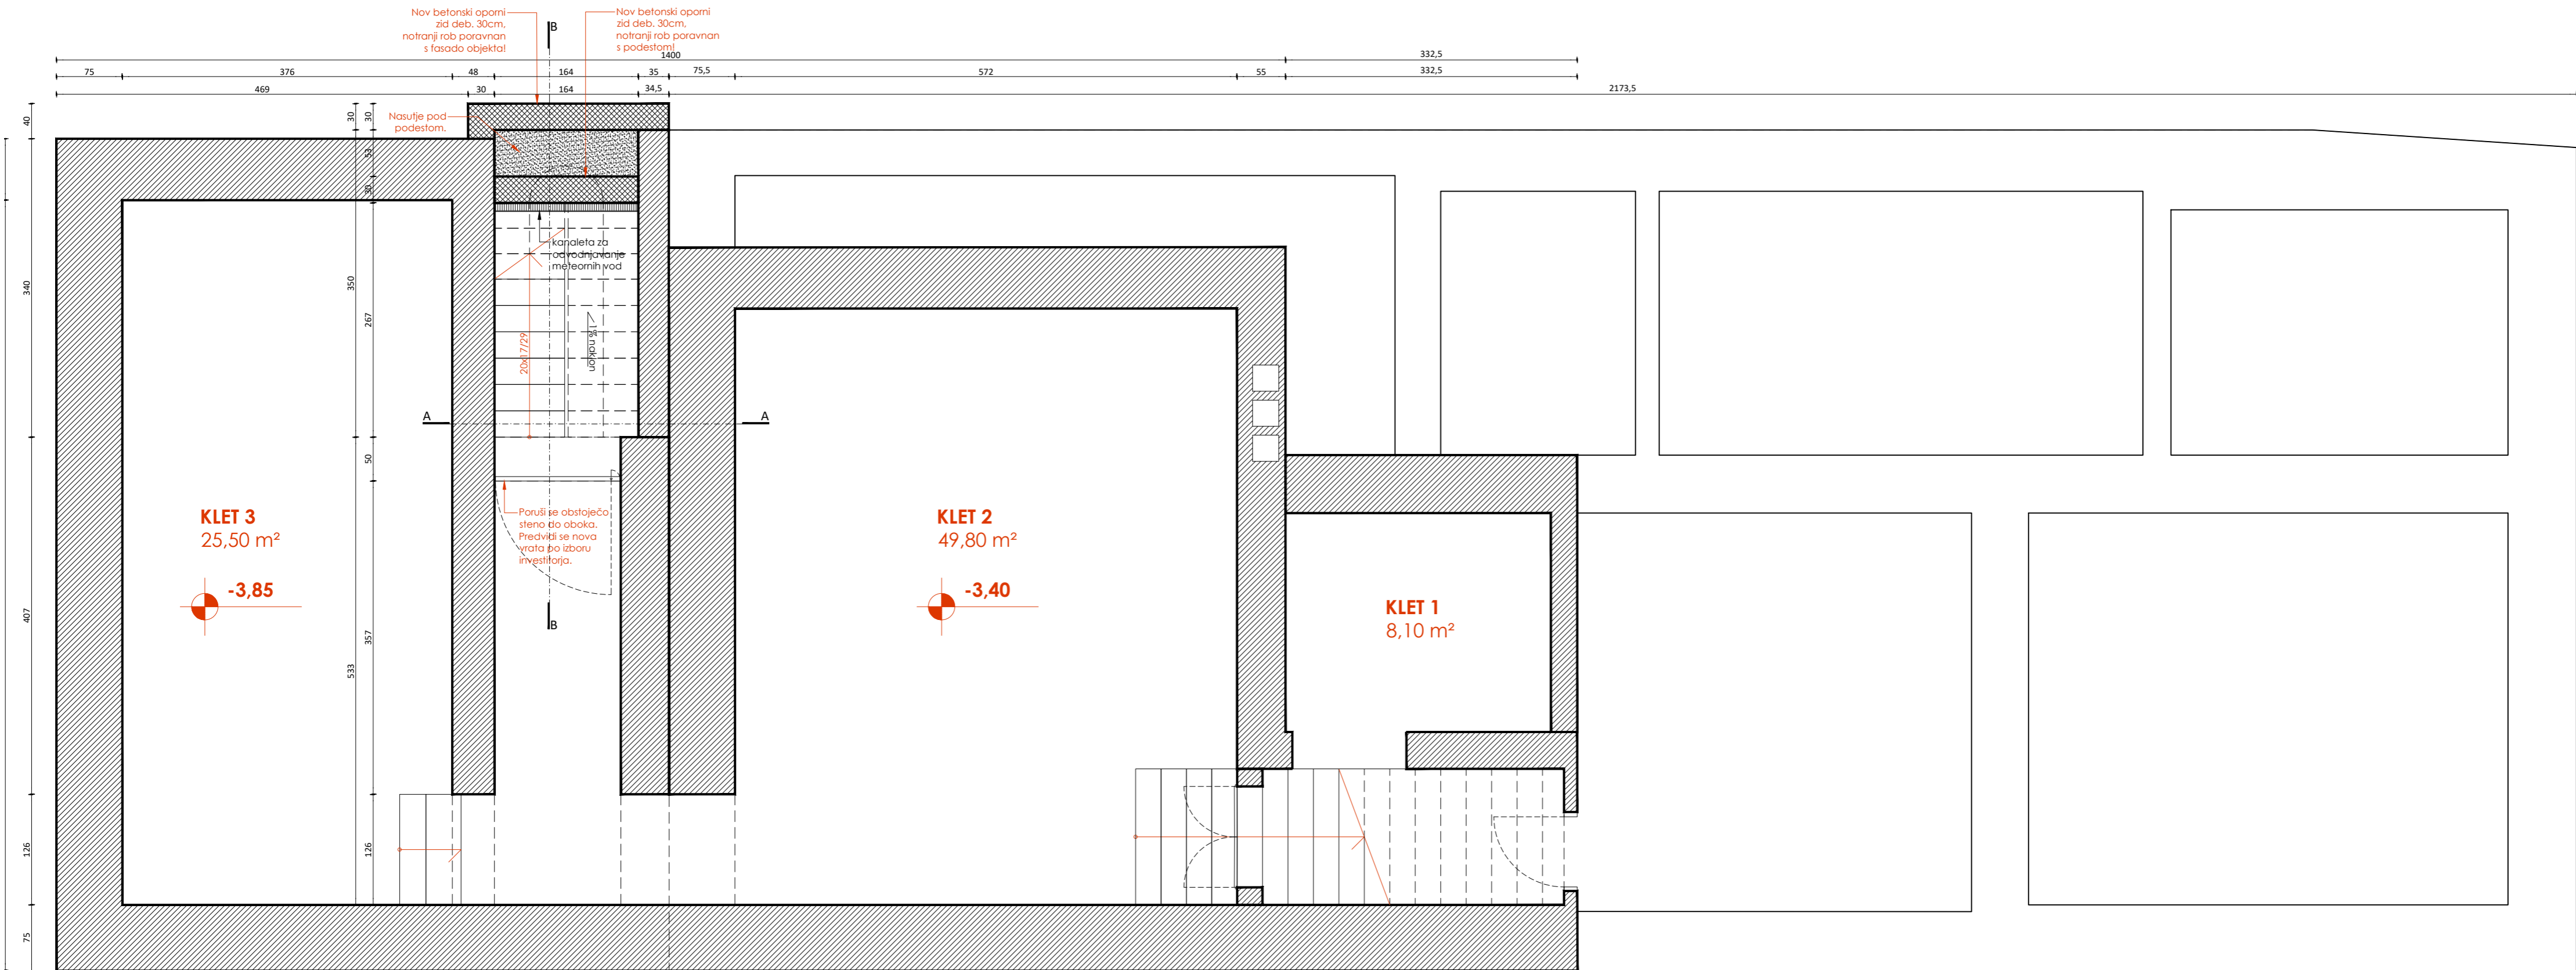 Nov betonski oporni
zid deb. 30cm,
notranji rob poravnan
s fasado objekta!
B
Nov betonski oporni
zid deb. 30cm,
notranji rob poravnan
s podestom!
1400
332,5
75
376
48
164
35
75,5
572
55
332,5
469
30
164
34,5
2173,5
40
30
30
Nasutje pod
podestom.
53
30
kanaleta za
odvodnjavanje
meteornih vod
340
350
267
20x17/29
1% naklon
A
A
50
KLET 3
25,50 m²
-3,85
Poruši se obstoječo
steno do oboka.
Predvidi se nova
vrata po izboru
investitorja.
B
KLET 2
49,80 m²
-3,40
KLET 1
8,10 m²
407
533
357
126
126
75